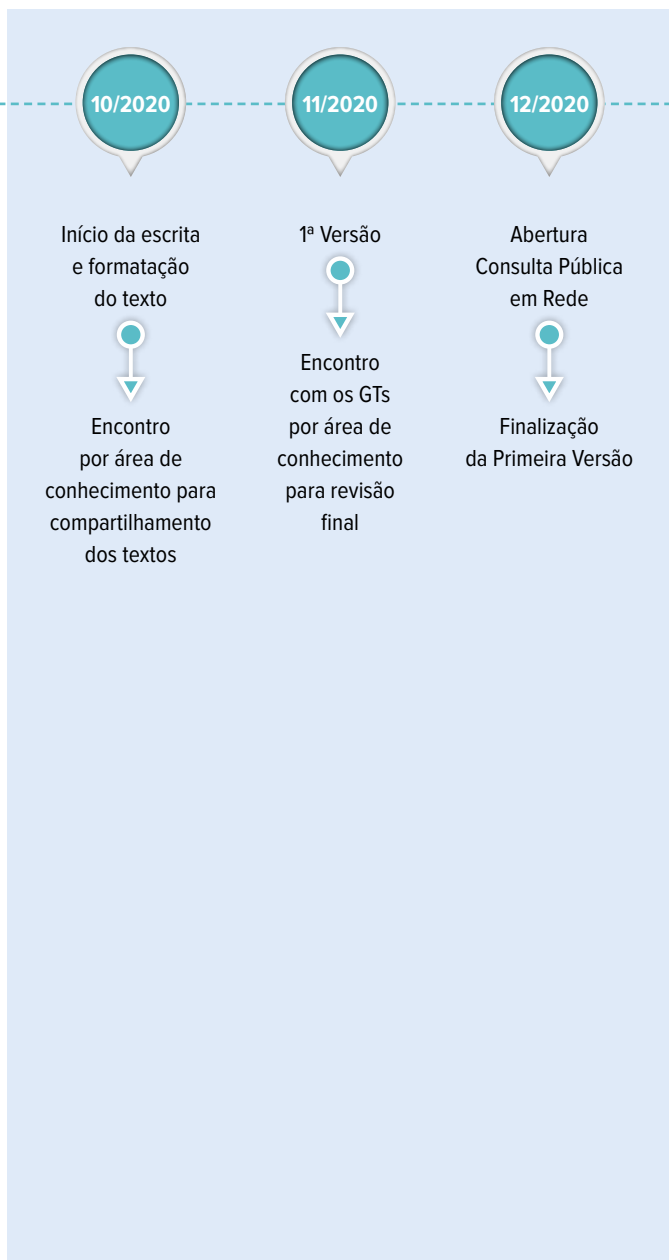 10/2020
Início da escrita
e formatação
do texto
Encontro
por área de
conhecimento para
compartilhamento
dos textos
11/2020
1ª Versão
Encontro
com os GTs
por área de
conhecimento
para revisão
final
12/2020
Abertura
Consulta Pública
em Rede
Finalização
da Primeira Versão